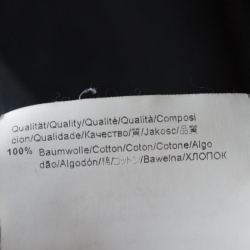 Qualität/Quality/Qualité/Qualità/Composi
cion/Qualidade/Качество/質/Jakosc/品質
100% Baumwolle/Cotton/Coton/Cotone/Algo
dão/Algodón/棉/コットン/Bawelna/ХЛОПОК